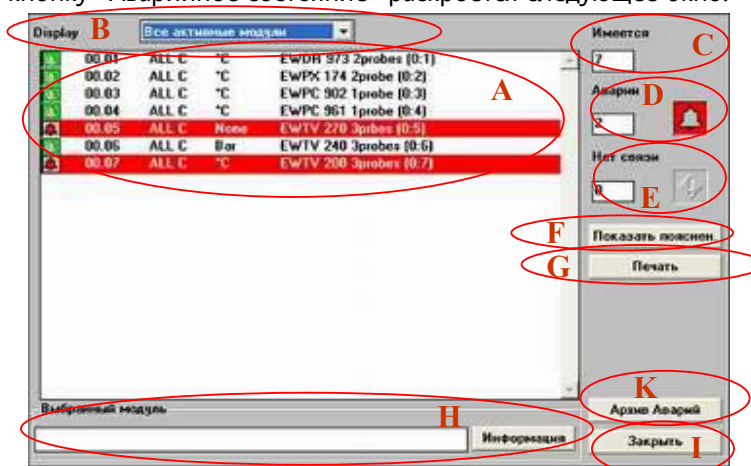 кнопку "Аварийное состояние" раскроется следующее окно:
Display B Все активные модули
Имеется C
7
00.01 ALL C °C EWDR 973 2probes (0:1)
00.02 ALL C °C EWPX 174 2probe (0:2)
00.03 ALL C °C EWPC 902 1probe (0:3)
00.04 ALL C °C EWPC 961 1probe (0:4)
00.05 ALL C None EWTV 270 3probes (0:5)
00.06 ALL C Bar EWTV 240 3probes (0:6)
00.07 ALL C °C EWTV 200 3probes (0:7)
A
Аварии D
2
Нет связи
0 E
F Показать пояснен.
G Печать
K
Архив Аварий
Выбранный модуль
H
Информация
Закрыть I